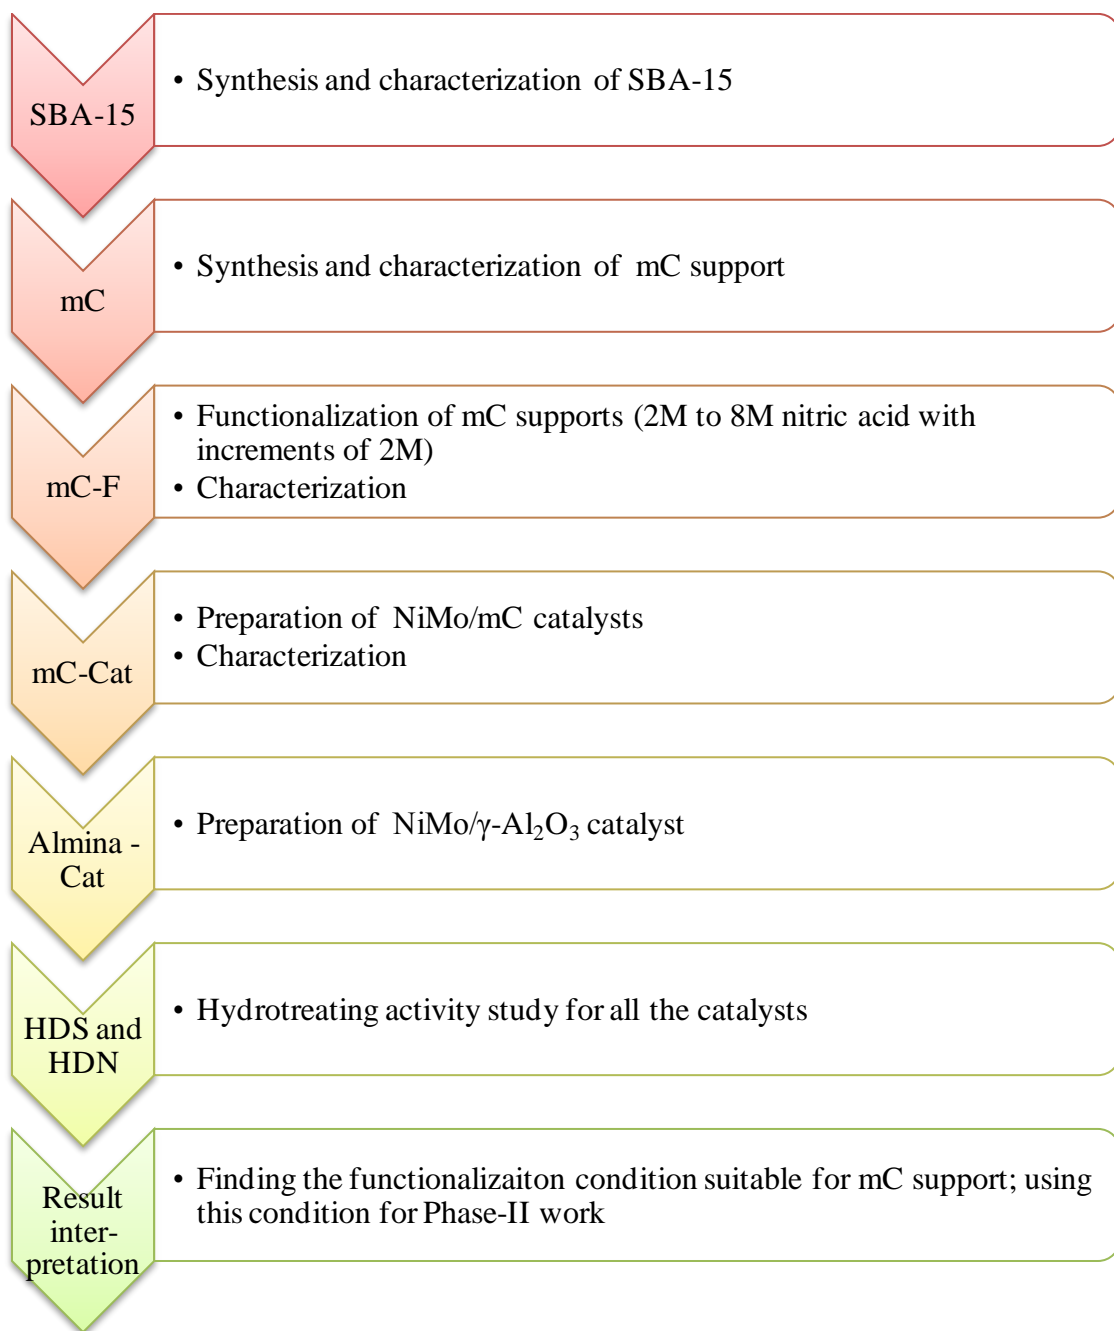 SBA-15
• Synthesis and characterization of SBA-15
mC
• Synthesis and characterization of mC support
mC-F
• Functionalization of mC supports (2M to 8M nitric acid with
increments of 2M)
• Characterization
mC-Cat
• Preparation of NiMo/mC catalysts
• Characterization
Almina -
Cat
• Preparation of NiMo/γ-Al₂O₃ catalyst
HDS and
HDN
• Hydrotreating activity study for all the catalysts
Result
inter-
pretation
• Finding the functionalizaiton condition suitable for mC support; using
this condition for Phase-II work